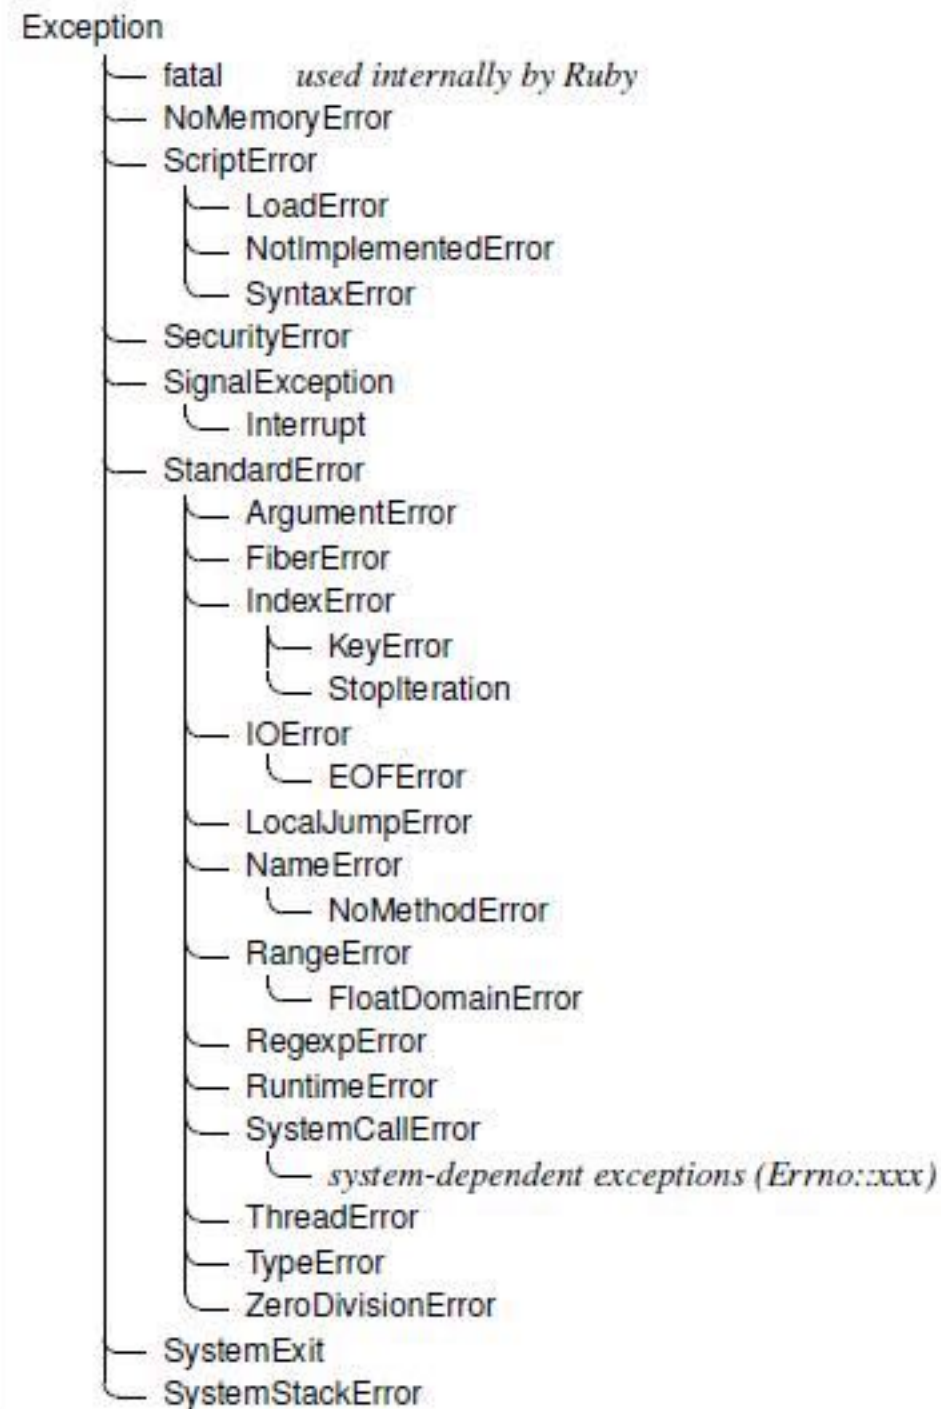 Exception
fatal used internally by Ruby
NoMemoryError
ScriptError
LoadError
NotImplementedError
SyntaxError
SecurityError
SignalException
Interrupt
StandardError
ArgumentError
FiberError
IndexError
KeyError
StopIteration
IOError
EOFError
LocalJumpError
NameError
NoMethodError
RangeError
FloatDomainError
RegexpError
RuntimeError
SystemCallError
system-dependent exceptions (Errno::xxx)
ThreadError
TypeError
ZeroDivisionError
SystemExit
SystemStackError